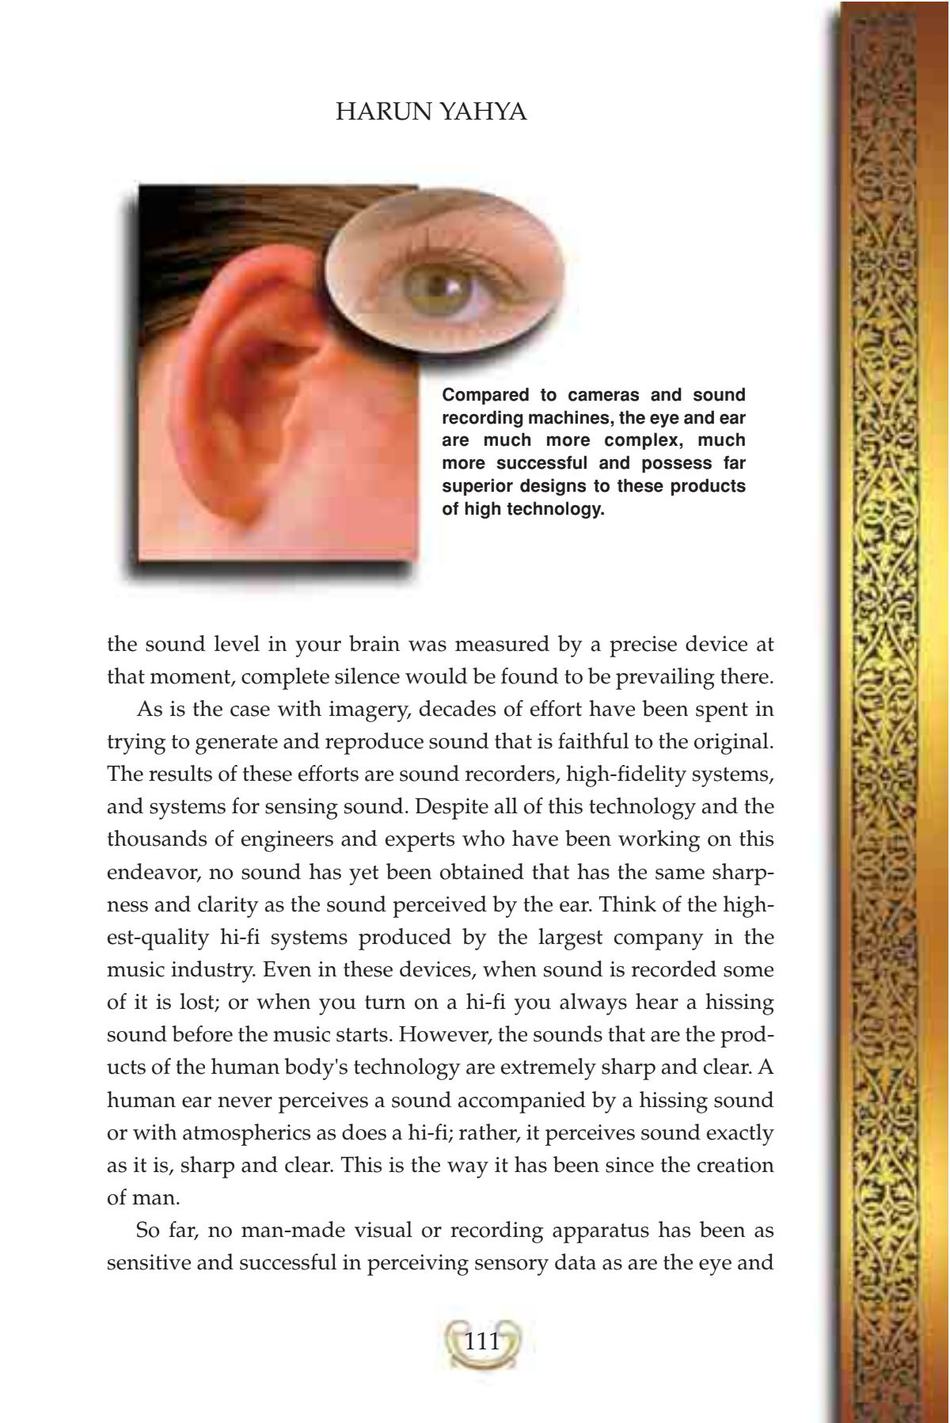 HARUN YAHYA
Compared to cameras and sound
recording machines, the eye and ear
are much more complex, much
more successful and possess far
superior designs to these products
of high technology.
the sound level in your brain was measured by a precise device at
that moment, complete silence would be found to be prevailing there.
As is the case with imagery, decades of effort have been spent in
trying to generate and reproduce sound that is faithful to the original.
The results of these efforts are sound recorders, high-fidelity systems,
and systems for sensing sound. Despite all of this technology and the
thousands of engineers and experts who have been working on this
endeavor, no sound has yet been obtained that has the same sharp-
ness and clarity as the sound perceived by the ear. Think of the high-
est-quality hi-fi systems produced by the largest company in the
music industry. Even in these devices, when sound is recorded some
of it is lost; or when you turn on a hi-fi you always hear a hissing
sound before the music starts. However, the sounds that are the prod-
ucts of the human body's technology are extremely sharp and clear. A
human ear never perceives a sound accompanied by a hissing sound
or with atmospherics as does a hi-fi; rather, it perceives sound exactly
as it is, sharp and clear. This is the way it has been since the creation
of man.
So far, no man-made visual or recording apparatus has been as
sensitive and successful in perceiving sensory data as are the eye and
111